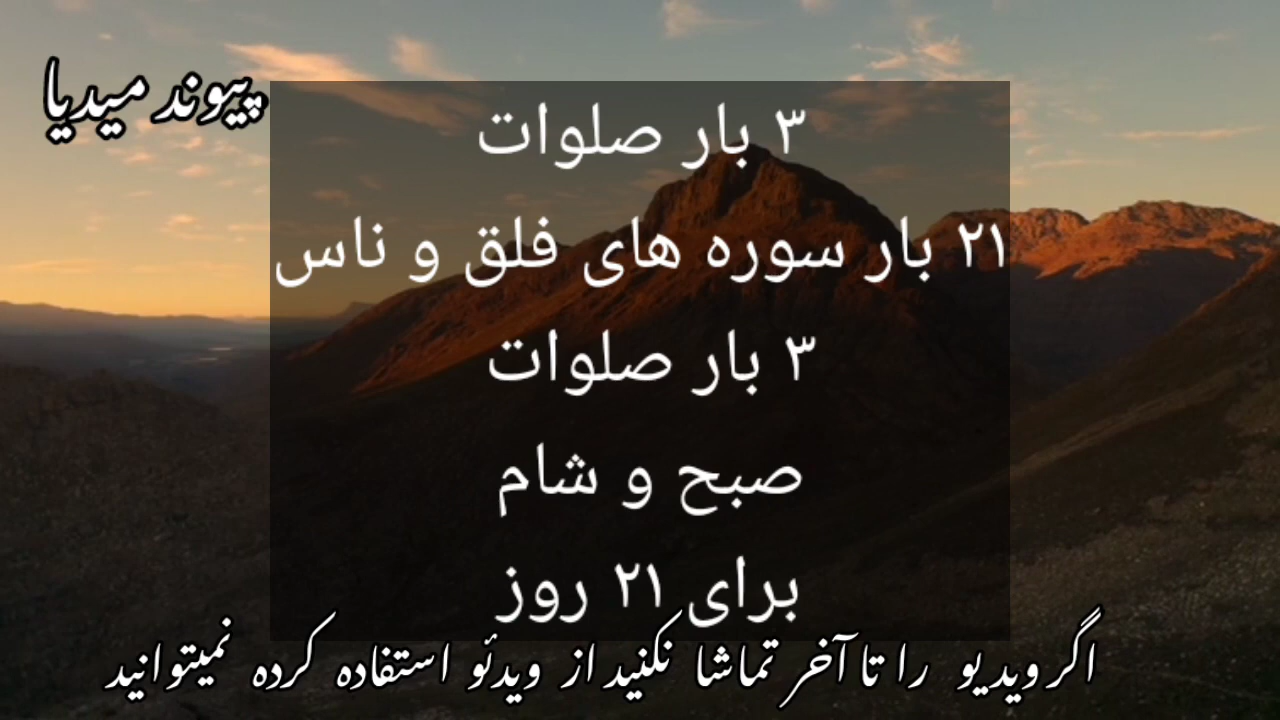 پیوند میدیا
۳ بار صلوات
۲۱ بار سوره های فلق و ناس
۳ بار صلوات
صبح و شام
برای ۲۱ روز
اگر ویدیو را تا آخر تماشا نکنید از ویدئو استفاده کرده نمیتوانید